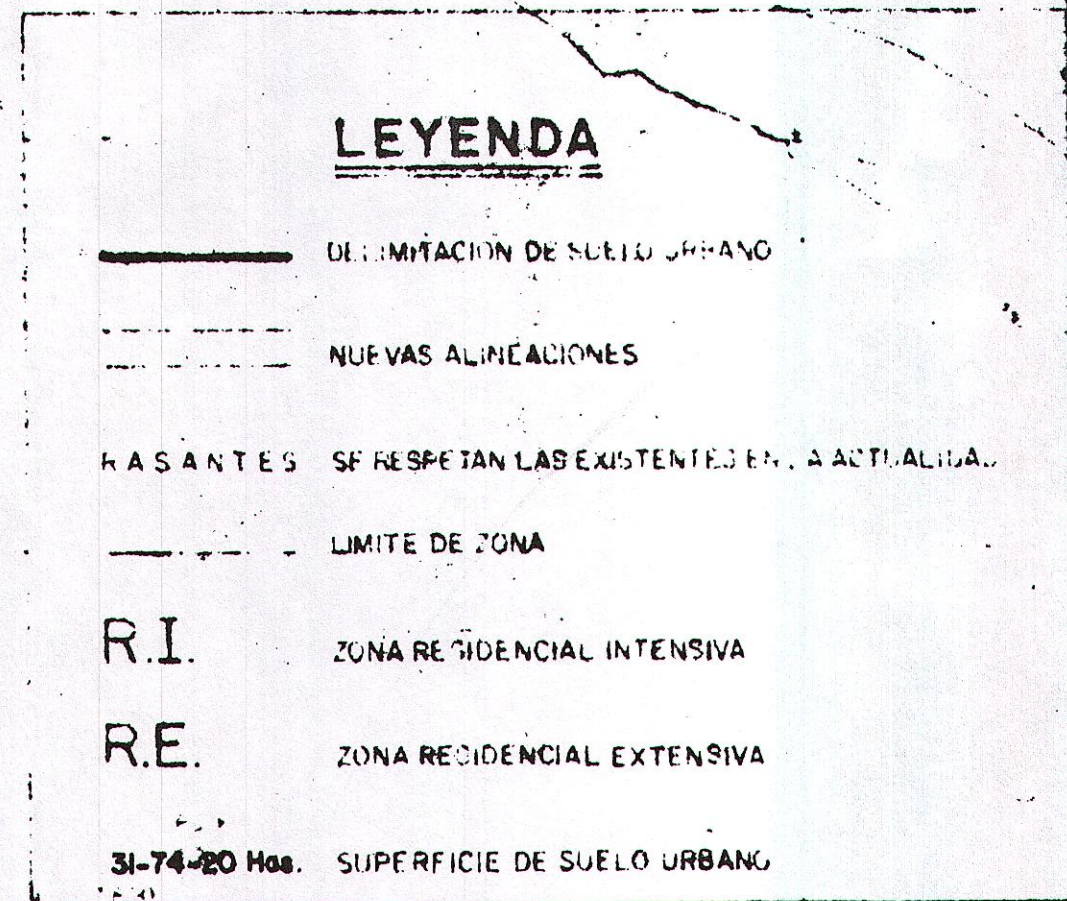 LEYENDA
DELIMITACION DE SUELO URBANO
NUEVAS ALINEACIONES
RASANTES SE RESPETAN LAS EXISTENTES EN LA ACTUALIDAD
LIMITE DE ZONA
R.I. ZONA RESIDENCIAL INTENSIVA
R.E. ZONA RESIDENCIAL EXTENSIVA
31-74-20 Has. SUPERFICIE DE SUELO URBANO